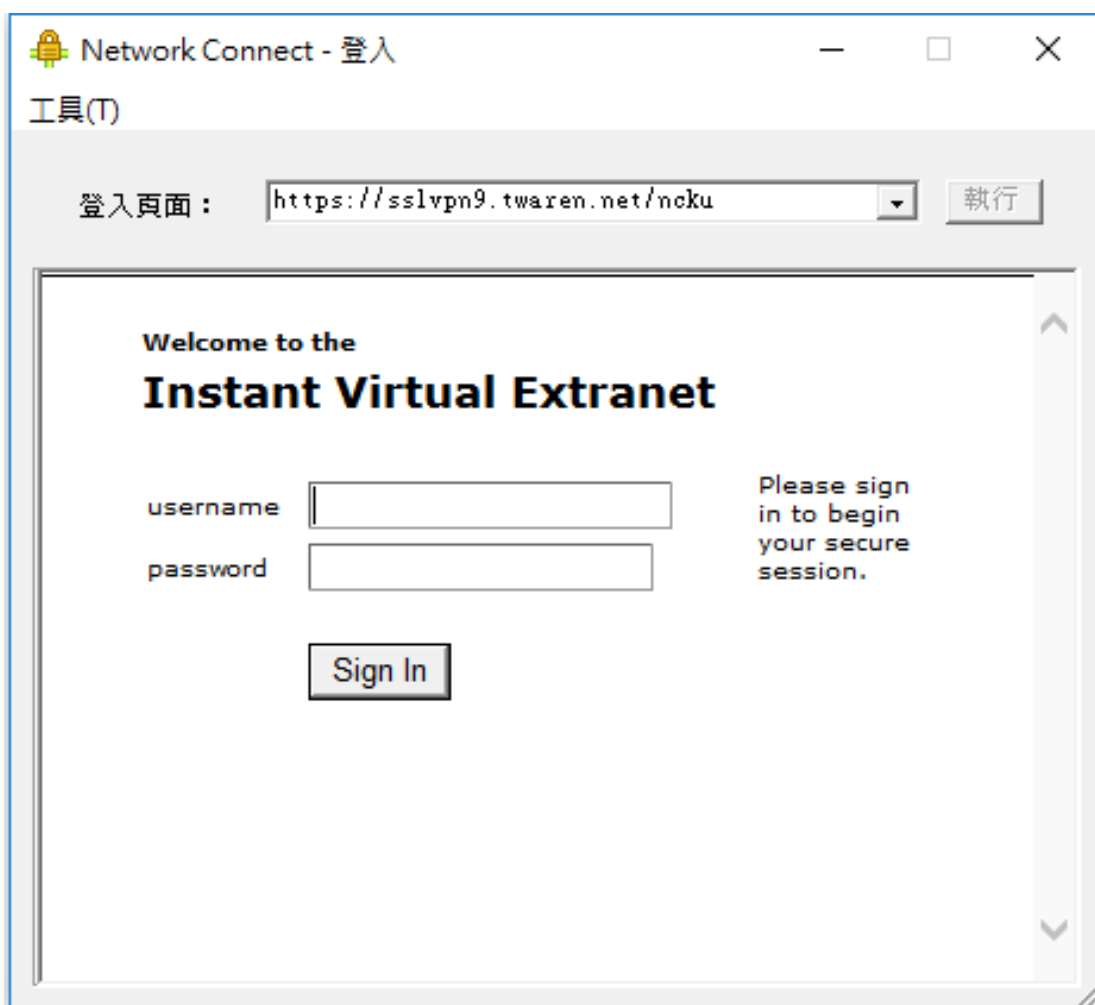 Network Connect - 登入
工具(T)
登入頁面：
https://sslvpn9.twaren.net/ncku
執行
Welcome to the
Instant Virtual Extranet
username
password
Please sign
in to begin
your secure
session.
Sign In